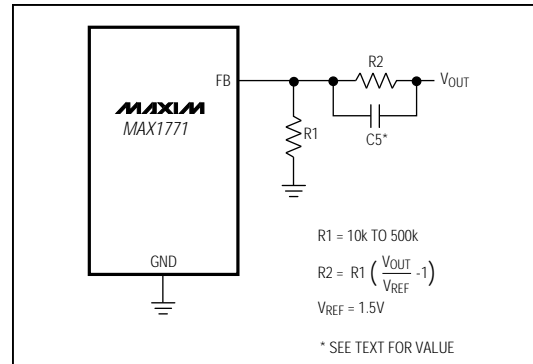 FB
R2
VOUT
MAXIM
MAX1771
R1
C5*
GND
R1 = 10k TO 500k
R2 = R1 ( VOUT / VREF -1 )
VREF = 1.5V
* SEE TEXT FOR VALUE